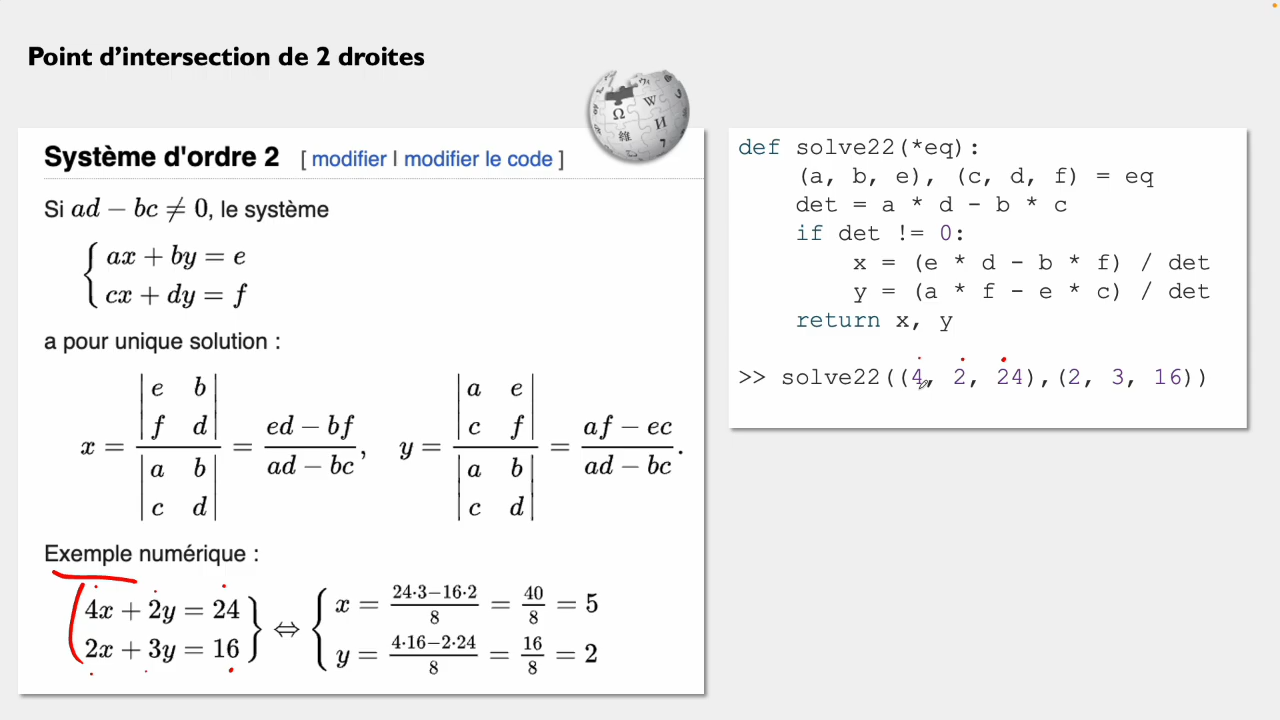 Point d'intersection de 2 droites
Ω W И 維 7
Système d'ordre 2 [ modifier | modifier le code ]
Si ad − bc ≠ 0, le système
ax + by = e
cx + dy = f
a pour unique solution :
x = |e b; f d| / |a b; c d| = (ed − bf)/(ad − bc), y = |a e; c f| / |a b; c d| = (af − ec)/(ad − bc).
Exemple numérique :
4x + 2y = 24 ⇔ x = (24·3−16·2)/8 = 40/8 = 5
2x + 3y = 16 y = (4·16−2·24)/8 = 16/8 = 2
def solve22(*eq):
(a, b, e), (c, d, f) = eq
det = a * d - b * c
if det != 0:
x = (e * d - b * f) / det
y = (a * f - e * c) / det
return x, y
>> solve22((4, 2, 24),(2, 3, 16))